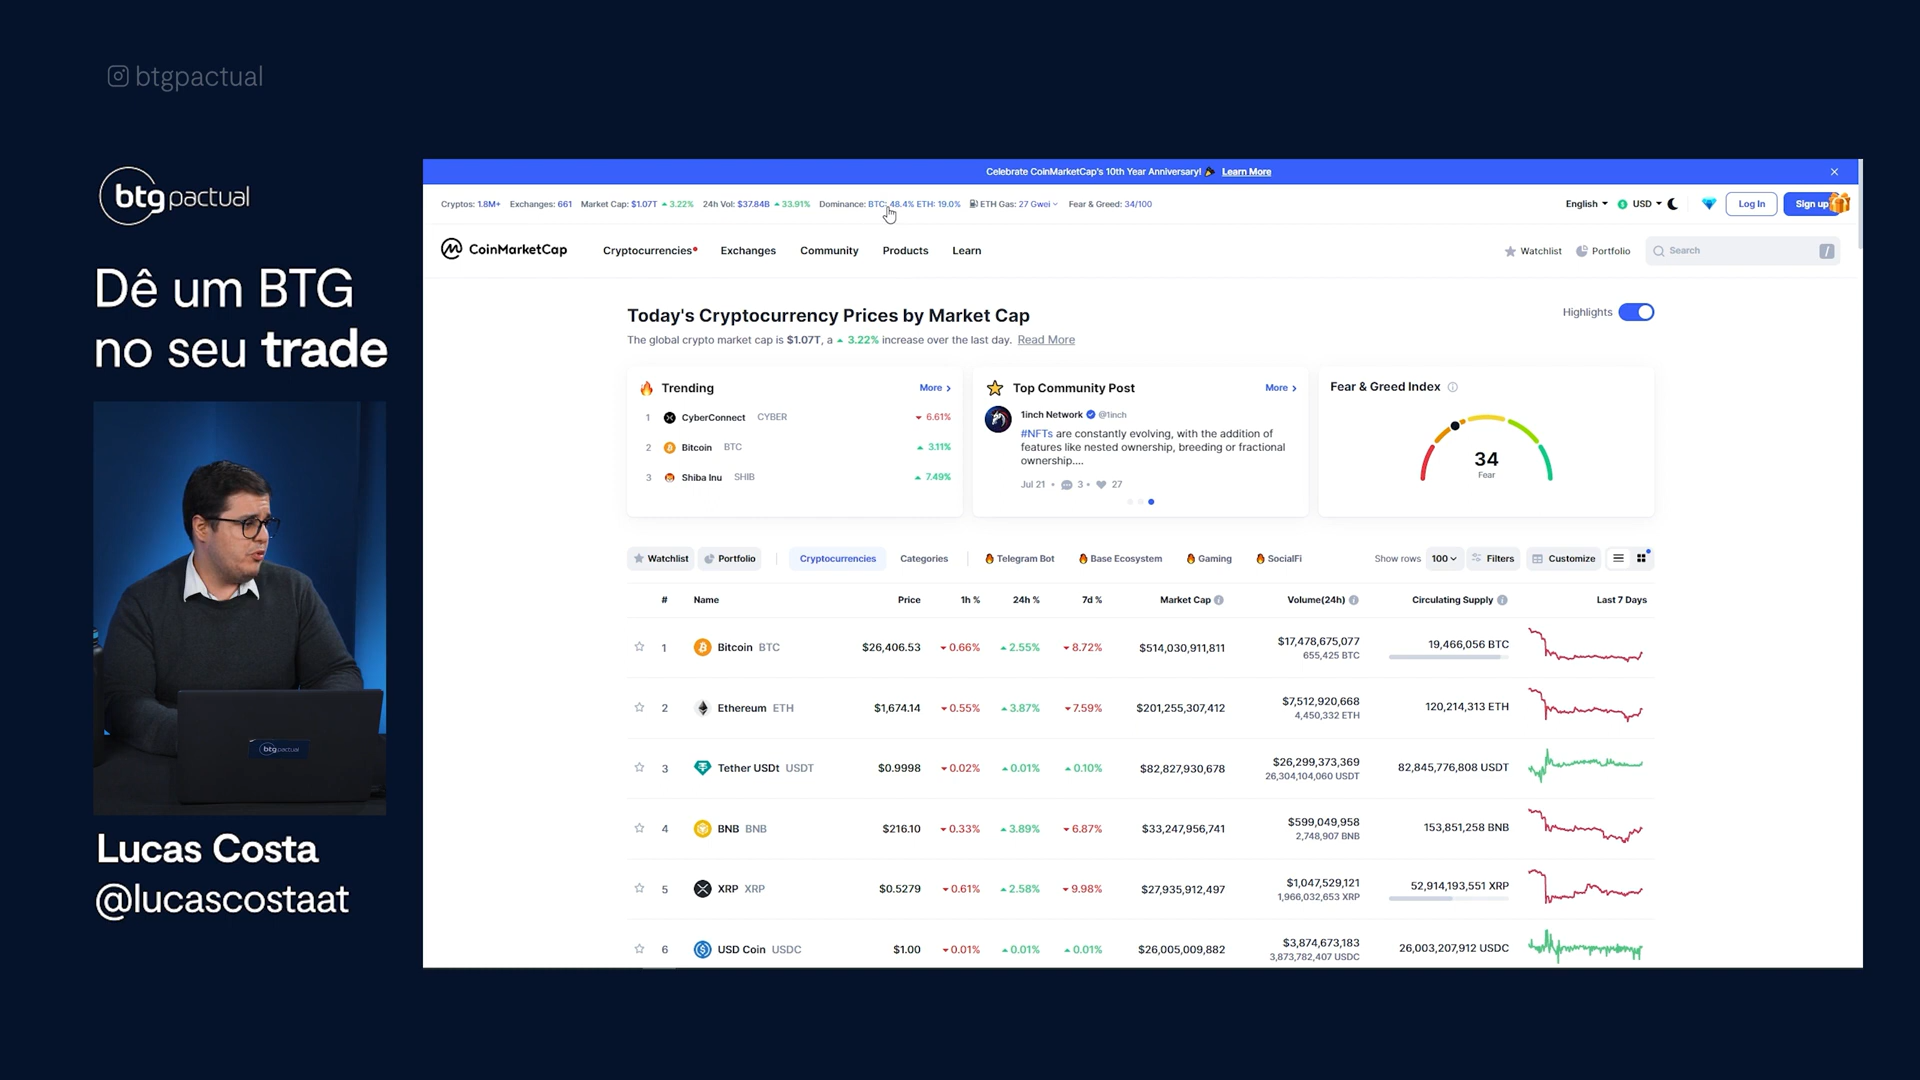 btgpactual
btgpactual
Dê um BTG
no seu trade
btgpactual
Lucas Costa
@lucascostaat
Celebrate CoinMarketCap's 10th Year Anniversary! Learn More
Cryptos: 1.8M+ Exchanges: 661 Market Cap: $1.07T 3.22% 24h Vol: $37.84B 33.91% Dominance: BTC: 48.4% ETH: 19.0% ETH Gas: 27 Gwei Fear & Greed: 34/100
English USD Log In Sign up
CoinMarketCap Cryptocurrencies Exchanges Community Products Learn Watchlist Portfolio Search /
Today's Cryptocurrency Prices by Market Cap
Highlights
The global crypto market cap is $1.07T, a 3.22% increase over the last day. Read More
Trending More
1 CyberConnect CYBER 6.61%
2 Bitcoin BTC 3.11%
3 Shiba Inu SHIB 7.49%
Top Community Post More
1inch Network @1inch
#NFTs are constantly evolving, with the addition of
features like nested ownership, breeding or fractional
ownership....
Jul 21 • 3 • 27
Fear & Greed Index
34
Fear
Watchlist Portfolio Cryptocurrencies Categories Telegram Bot Base Ecosystem Gaming SocialFi Show rows 100 Filters Customize
# Name Price 1h % 24h % 7d % Market Cap Volume(24h) Circulating Supply Last 7 Days
1 Bitcoin BTC $26,406.53 0.66% 2.55% 8.72% $514,030,911,811 $17,478,675,077 19,466,056 BTC
655,425 BTC
2 Ethereum ETH $1,674.14 0.55% 3.87% 7.59% $201,255,307,412 $7,512,920,668 120,214,313 ETH
4,450,332 ETH
3 Tether USDt USDT $0.9998 0.02% 0.01% 0.10% $82,827,930,678 $26,299,373,369 82,845,776,808 USDT
26,304,104,060 USDT
4 BNB BNB $216.10 0.33% 3.89% 6.87% $33,247,956,741 $599,049,958 153,851,258 BNB
2,748,907 BNB
5 XRP XRP $0.5279 0.61% 2.58% 9.98% $27,935,912,497 $1,047,529,121 52,914,193,551 XRP
1,966,032,653 XRP
6 USD Coin USDC $1.00 0.01% 0.01% 0.01% $26,005,009,882 $3,874,673,183 26,003,207,912 USDC
3,873,782,407 USDC